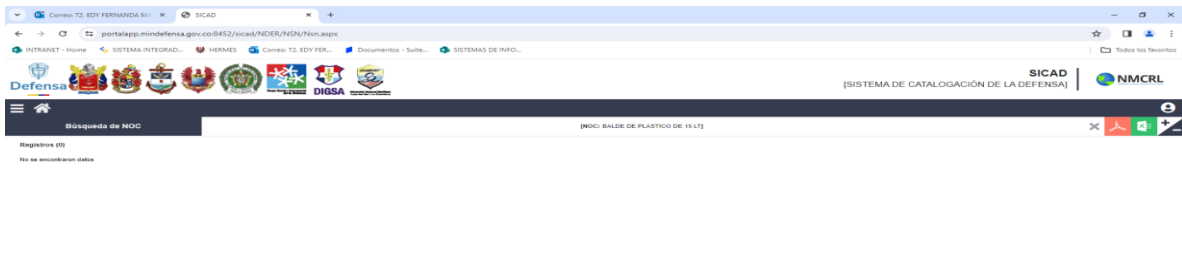 Correo: T2. EDY FERNANDA MA
SICAD
portalapp.mindefensa.gov.co:8452/sicad/NDER/NSN/Nsn.aspx
INTRANET - Home
SISTEMA INTEGRAD...
HERMES
Correo: T2. EDY FER...
Documentos - Suite...
SISTEMAS DE INFO...
Todos los favoritos
Defensa
DIGSA
SICAD
[SISTEMA DE CATALOGACIÓN DE LA DEFENSA]
NMCRL
Búsqueda de NOC
[NOC: BALDE DE PLASTICO DE 15 LT]
Registros (0)
No se encontraron datos